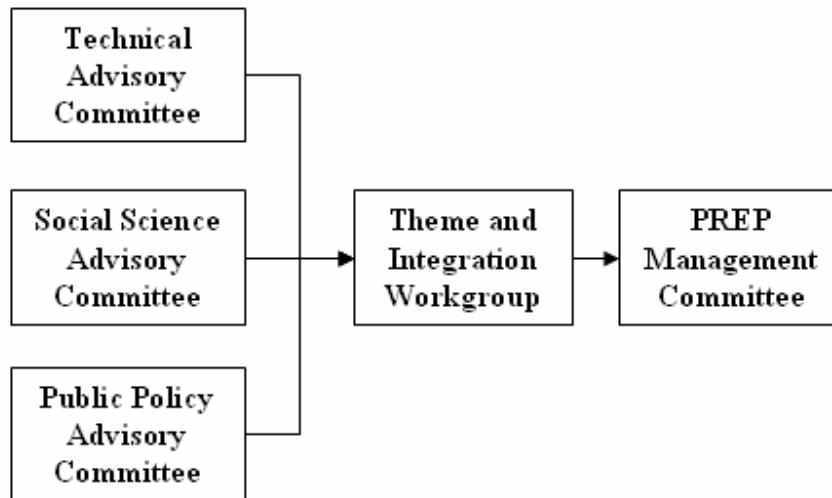 Technical
Advisory
Committee
Social Science
Advisory
Committee
Theme and
Integration
Workgroup
PREP
Management
Committee
Public Policy
Advisory
Committee